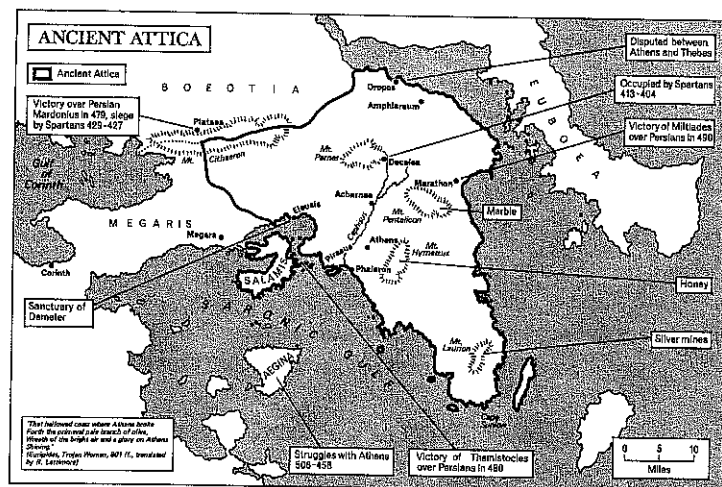 ANCIENT ATTICA
Ancient Attica
BOEOTIA
Victory over Persian
Mardonius in 479, siege
by Spartans 429–427
Plataea
Mt.
Cithaeron
Gulf
of
Corinth
MEGARIS
Megara
Corinth
Sanctuary of
Demeter
Eleusis
SALAMIS
SARONIC GULF
AEGINA
Oropos
Amphiareum
Mt.
Parnes
Decelea
Acharnae
Marathon
Mt.
Pentelicon
Cephisus
Piraeus
Athens
Phaleron
Mt.
Hymettus
Mt.
Laurion
EUBOEA
Disputed between
Athens and Thebes
Occupied by Spartans
413–404
Victory of Miltiades
over Persians in 490
Marble
Honey
Silver mines
Struggles with Athens
506–458
Victory of Themistocles
over Persians in 480
0 5 10
Miles
"That hallowed coast where Athena broke
Forth the primeval pale branch of olive,
Wreath of the bright air and a glory on Athens
Shining."
(Euripides, Trojan Women, 801 ff., translated
by R. Lattimore)